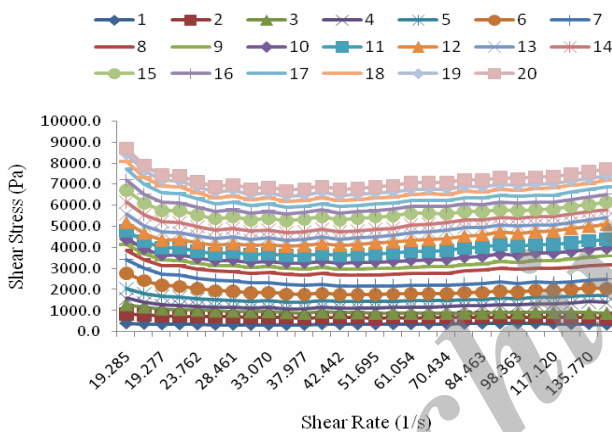 1 2 3 4 5 6 7
8 9 10 11 12 13 14
15 16 17 18 19 20
10000.0
9000.0
8000.0
7000.0
6000.0
5000.0
4000.0
3000.0
2000.0
1000.0
0.0
Shear Stress (Pa)
19.285 19.277 23.762 28.461 33.070 37.977 42.442 51.695 61.054 70.434 84.463 98.363 117.120 135.770
Shear Rate (1/s)